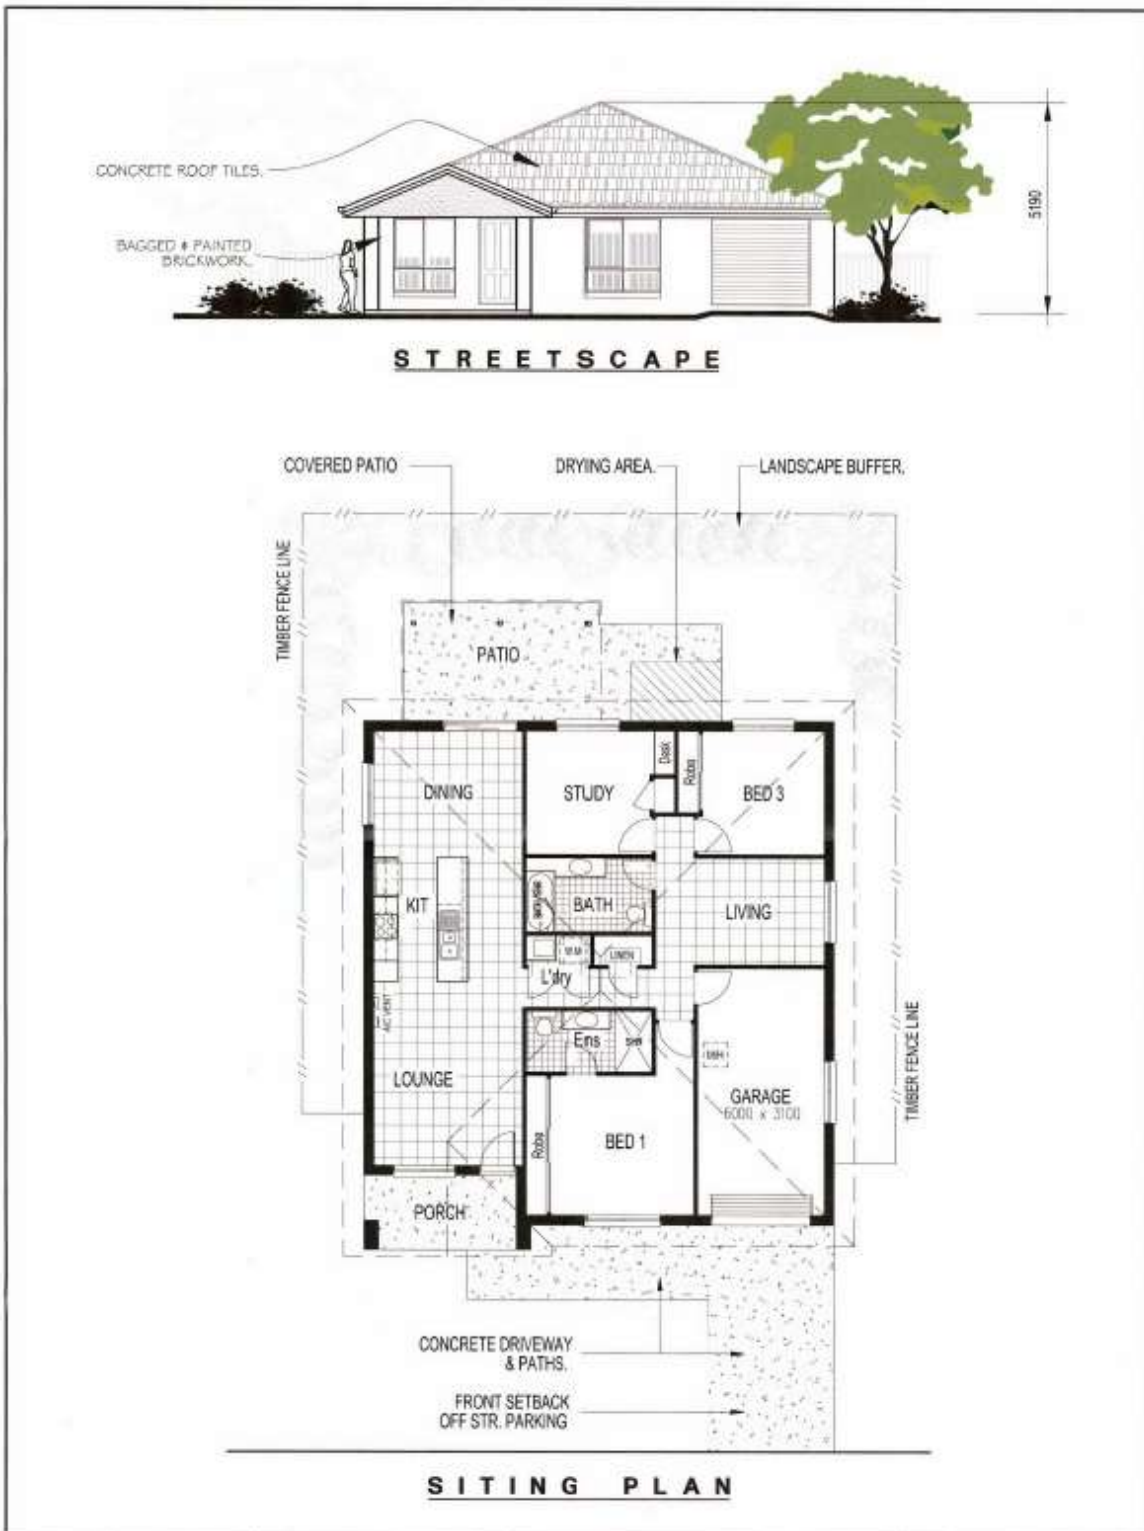 CONCRETE ROOF TILES.
BAGGED & PAINTED
BRICKWORK.
5190
STREETSCAPE
COVERED PATIO
DRYING AREA.
LANDSCAPE BUFFER.
TIMBER FENCE LINE
PATIO
DINING
STUDY
Desk
Robe
BED 3
KIT
BATH
LIVING
W.M
LINEN
L'dry
A/C VENT
Ens
SHR
LOUNGE
GARAGE
6000 x 3100
TIMBER FENCE LINE
Robe
BED 1
PORCH
CONCRETE DRIVEWAY
& PATHS.
FRONT SETBACK
OFF STR. PARKING
SITING PLAN